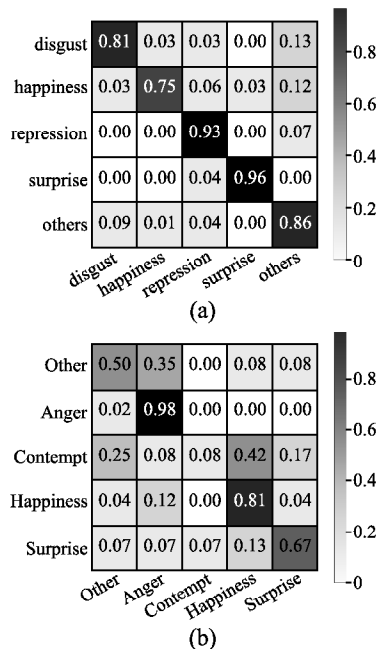 disgust 0.81 0.03 0.03 0.00 0.13
happiness 0.03 0.75 0.06 0.03 0.12
repression 0.00 0.00 0.93 0.00 0.07
surprise 0.00 0.00 0.04 0.96 0.00
others 0.09 0.01 0.04 0.00 0.86
disgust happiness repression surprise others
0.8
0.6
0.4
0.2
0
(a)
Other 0.50 0.35 0.00 0.08 0.08
Anger 0.02 0.98 0.00 0.00 0.00
Contempt 0.25 0.08 0.08 0.42 0.17
Happiness 0.04 0.12 0.00 0.81 0.04
Surprise 0.07 0.07 0.07 0.13 0.67
Other Anger Contempt Happiness Surprise
0.8
0.6
0.4
0.2
0
(b)